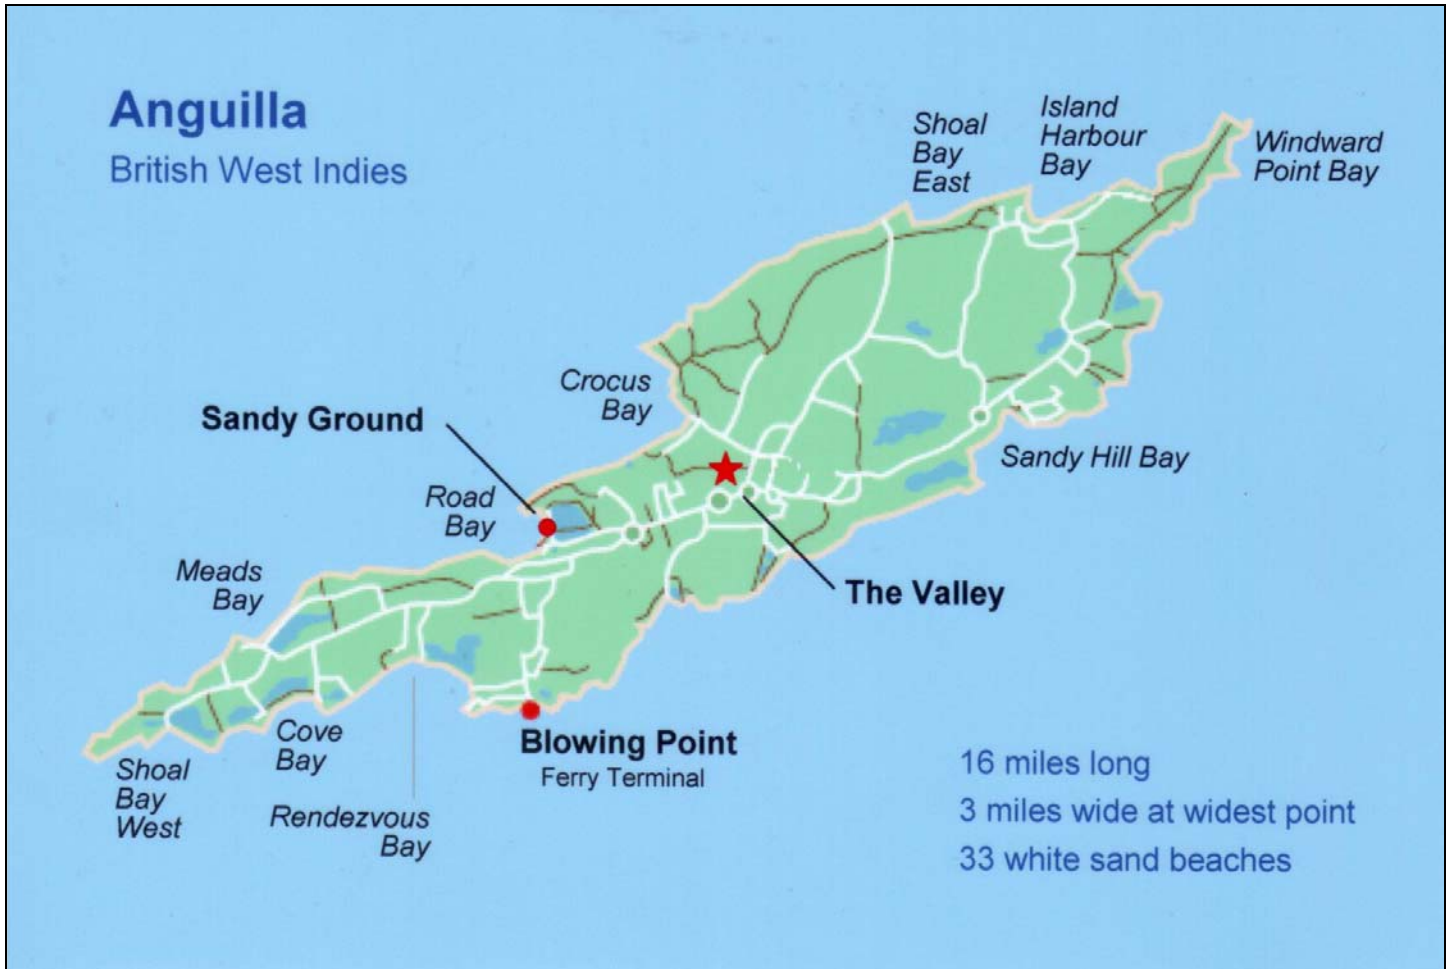 Anguilla
British West Indies
Shoal
Bay
East
Island
Harbour
Bay
Windward
Point Bay
Crocus
Bay
Sandy Ground
Sandy Hill Bay
Road
Bay
Meads
Bay
The Valley
Cove
Bay
Blowing Point
Ferry Terminal
Shoal
Bay
West
Rendezvous
Bay
16 miles long
3 miles wide at widest point
33 white sand beaches